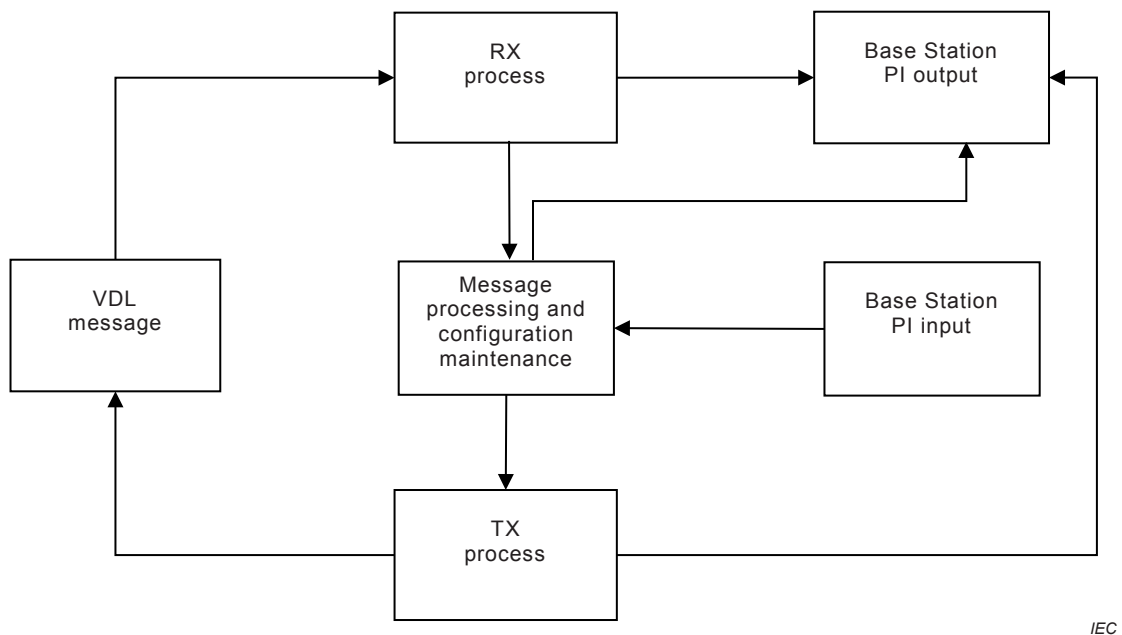 RX
process
Base Station
PI output
VDL
message
Message
processing and
configuration
maintenance
Base Station
PI input
TX
process
IEC